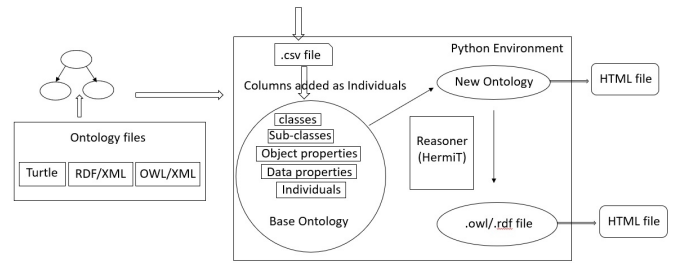 .csv file
Python Environment
Columns added as Individuals
New Ontology
HTML file
classes
Sub-classes
Object properties
Data properties
Individuals
Base Ontology
Reasoner
(HermiT)
Ontology files
Turtle
RDF/XML
OWL/XML
.owl/.rdf file
HTML file